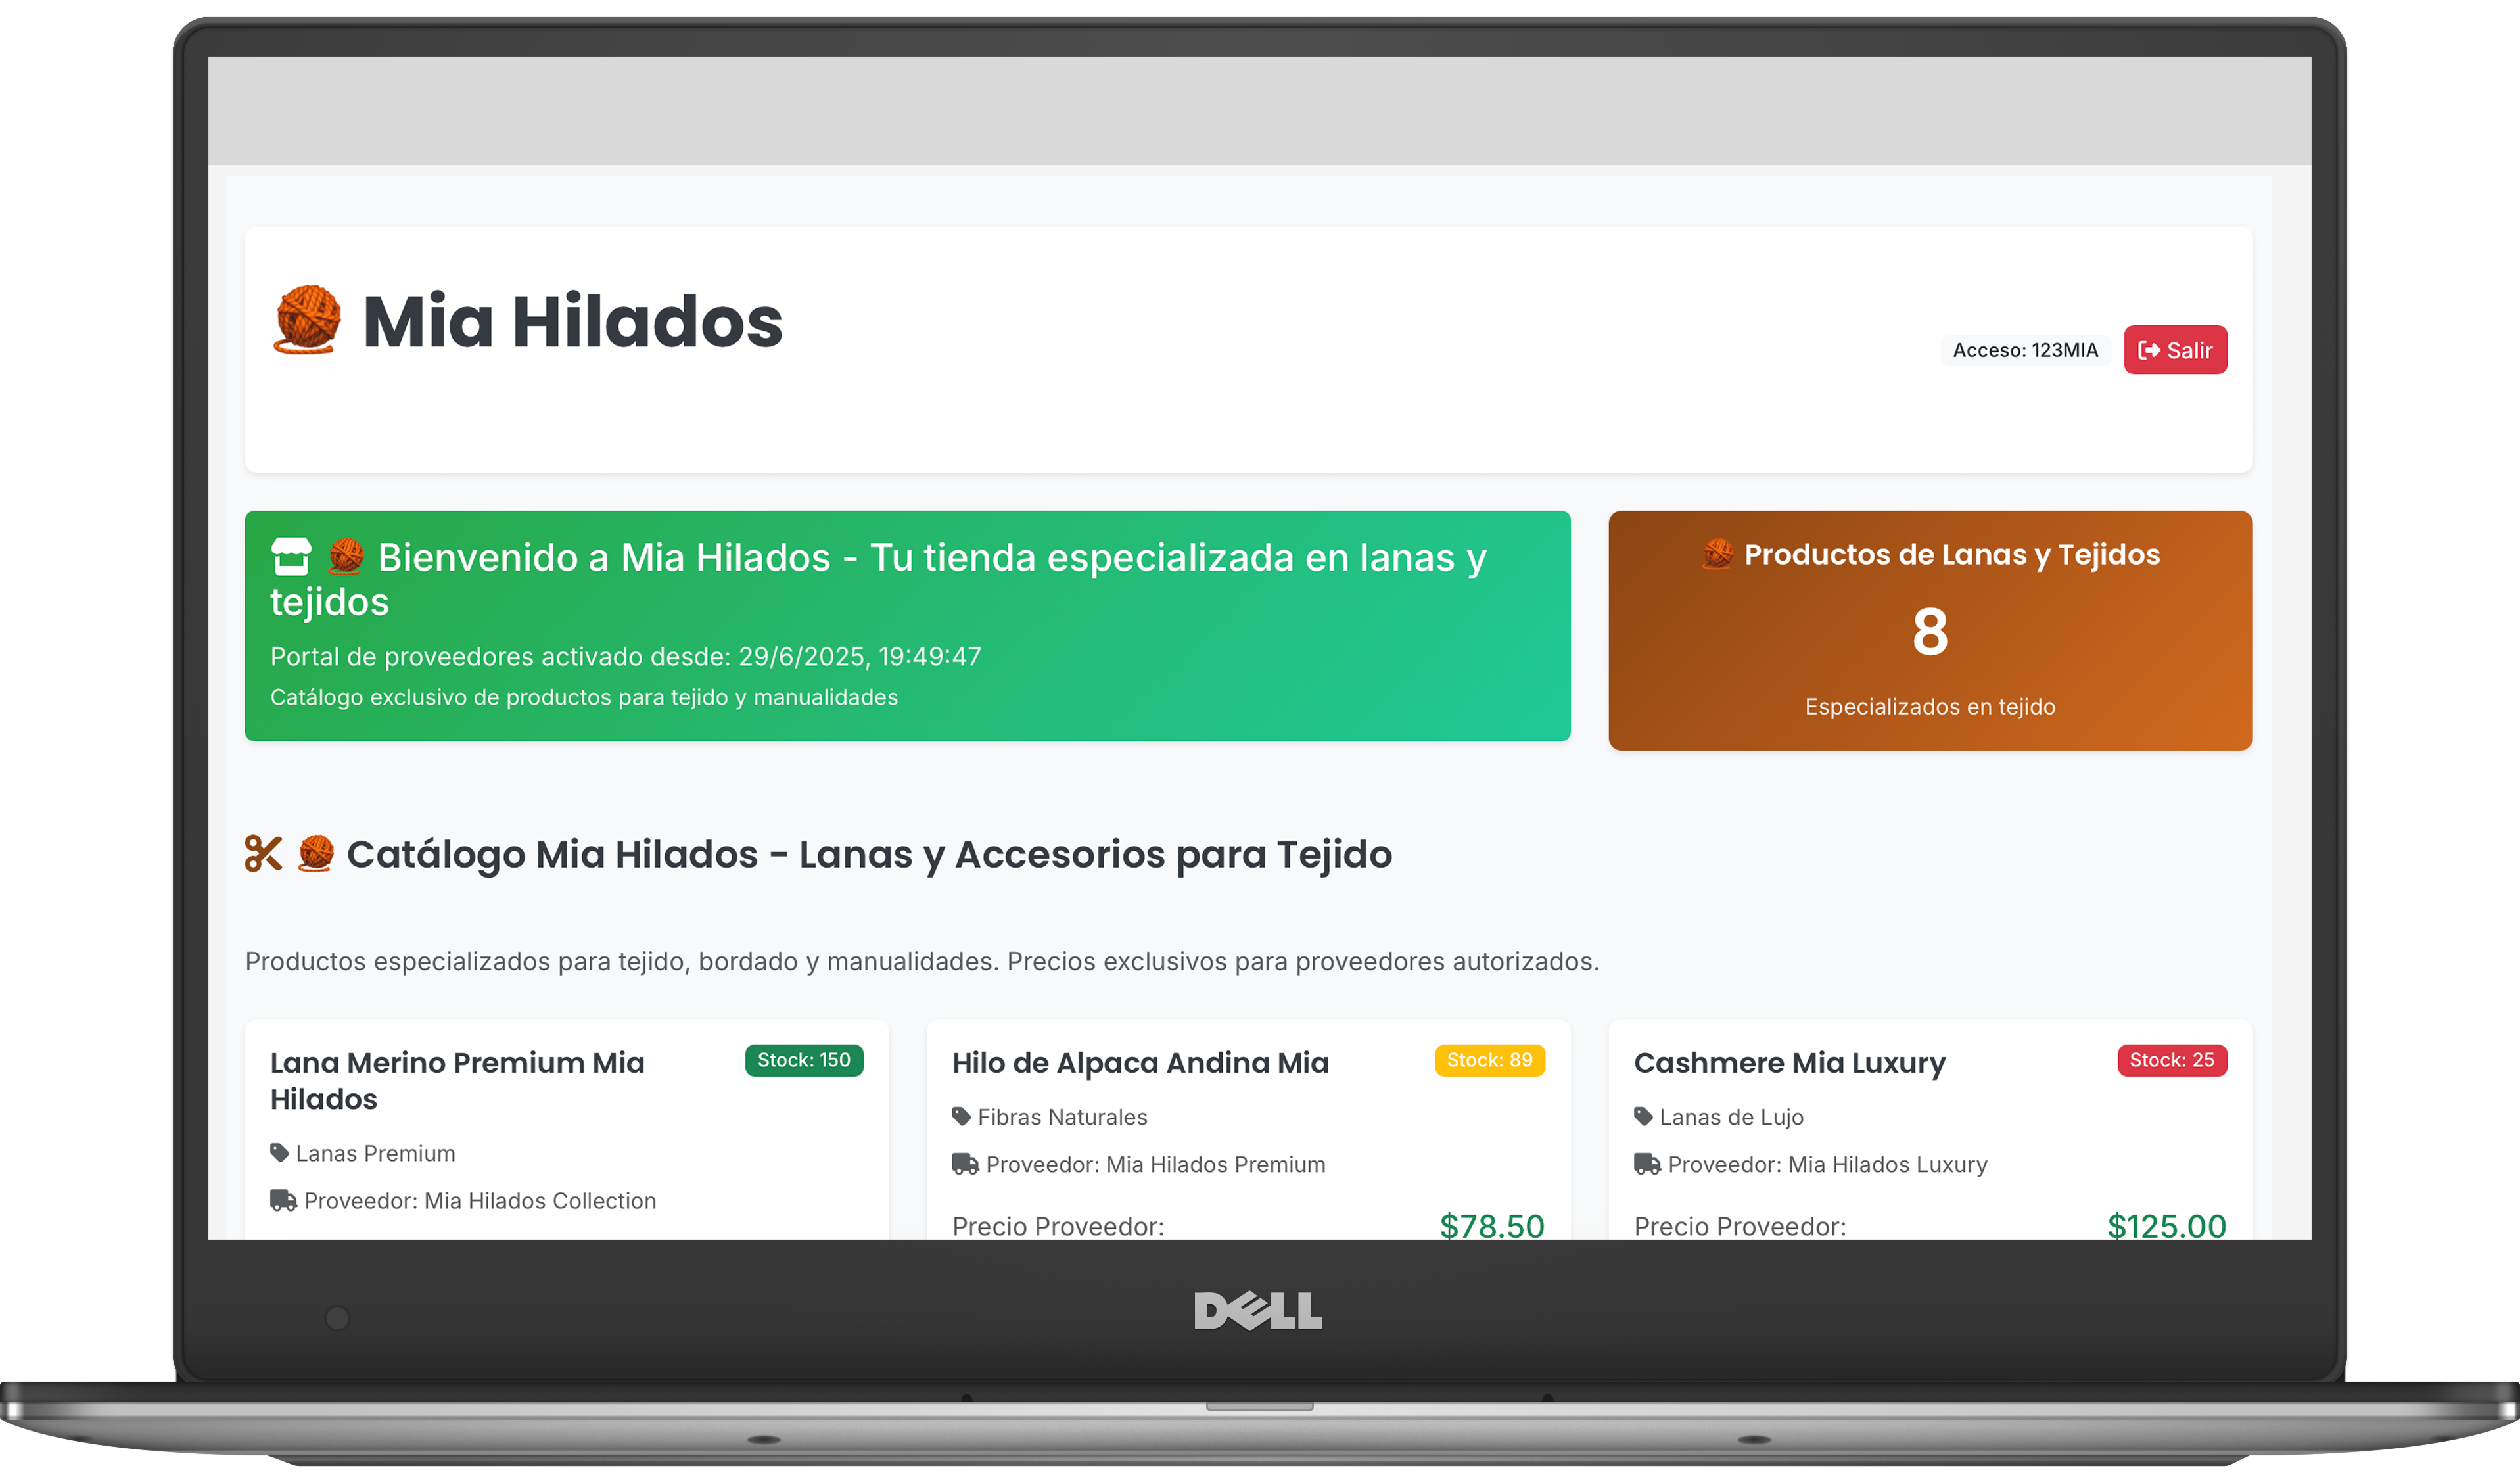 Mia Hilados
Acceso: 123MIA
Salir
Bienvenido a Mia Hilados - Tu tienda especializada en lanas y
tejidos
Portal de proveedores activado desde: 29/6/2025, 19:49:47
Catálogo exclusivo de productos para tejido y manualidades
Productos de Lanas y Tejidos
8
Especializados en tejido
Catálogo Mia Hilados - Lanas y Accesorios para Tejido
Productos especializados para tejido, bordado y manualidades. Precios exclusivos para proveedores autorizados.
Lana Merino Premium Mia
Hilados
Stock: 150
Lanas Premium
Proveedor: Mia Hilados Collection
Hilo de Alpaca Andina Mia
Stock: 89
Fibras Naturales
Proveedor: Mia Hilados Premium
Precio Proveedor:
$78.50
Cashmere Mia Luxury
Stock: 25
Lanas de Lujo
Proveedor: Mia Hilados Luxury
Precio Proveedor:
$125.00
DELL